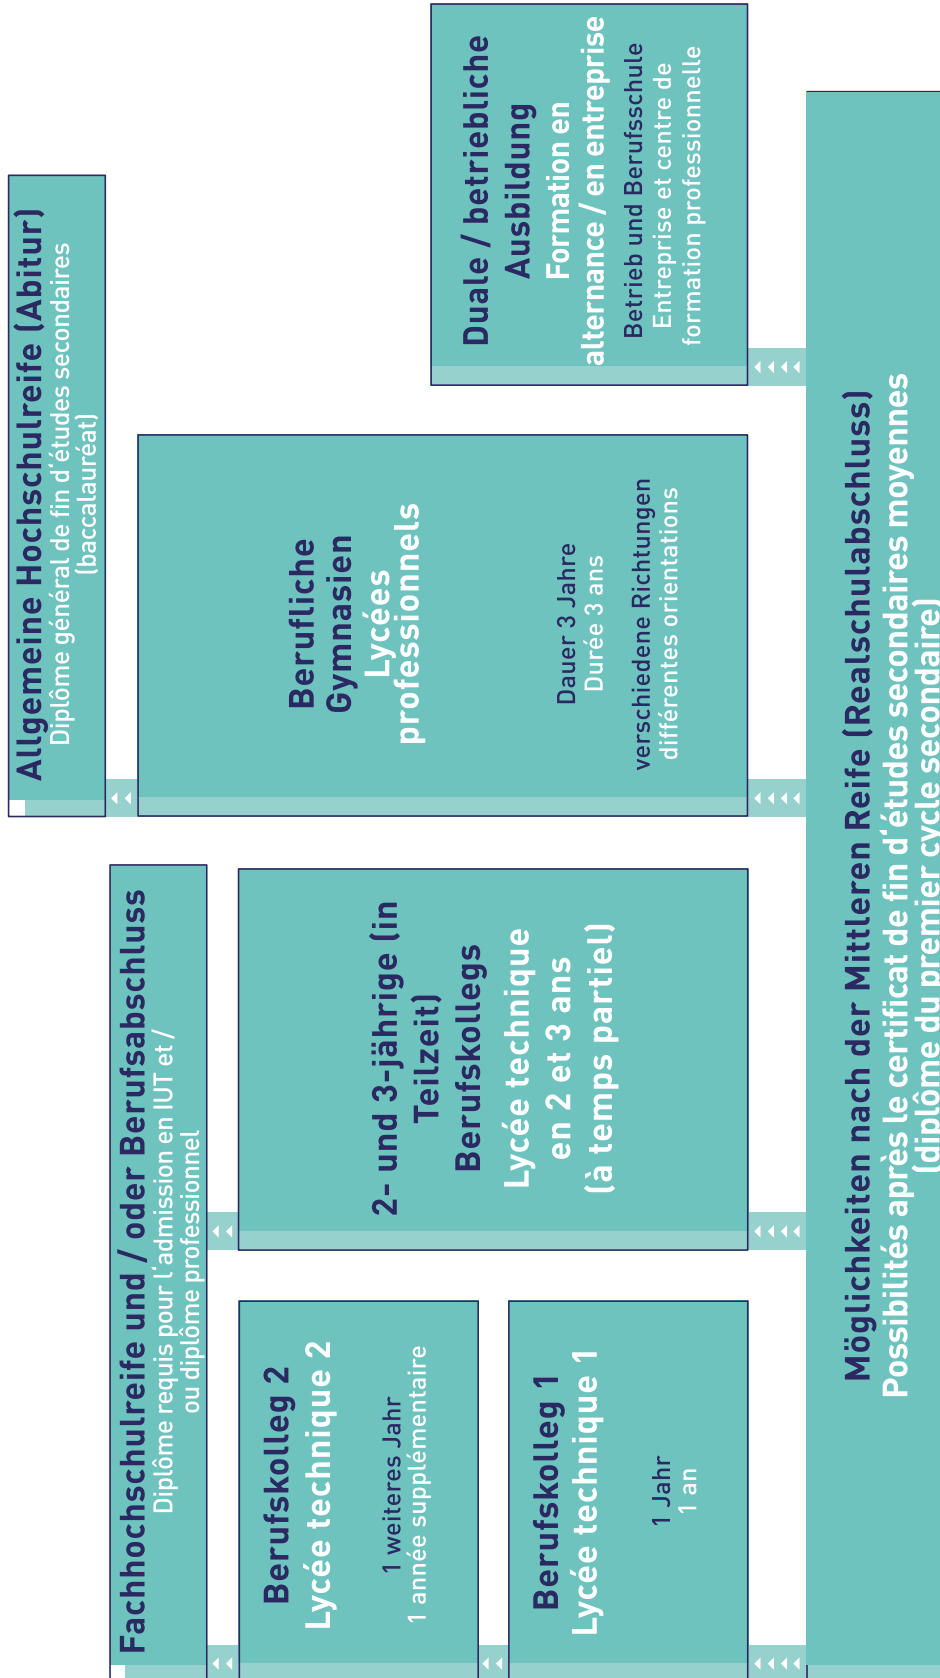 Fachhochschulreife und / oder Berufsabschluss
Diplôme requis pour l‘admission en IUT et /
ou diplôme professionnel
Allgemeine Hochschulreife (Abitur)
Diplôme général de fin d‘études secondaires
(baccalauréat)
Berufskolleg 2
Lycée technique 2
1 weiteres Jahr
1 année supplémentaire
Berufskolleg 1
Lycée technique 1
1 Jahr
1 an
2- und 3-jährige (in
Teilzeit)
Berufskollegs
Lycée technique
en 2 et 3 ans
(à temps partiel)
Berufliche
Gymnasien
Lycées
professionnels
Dauer 3 Jahre
Durée 3 ans
verschiedene Richtungen
différentes orientations
Duale / betriebliche
Ausbildung
Formation en
alternance / en entreprise
Betrieb und Berufsschule
Entreprise et centre de
formation professionnelle
Möglichkeiten nach der Mittleren Reife (Realschulabschluss)
Possibilités après le certificat de fin d‘études secondaires moyennes
(diplôme du premier cycle secondaire)